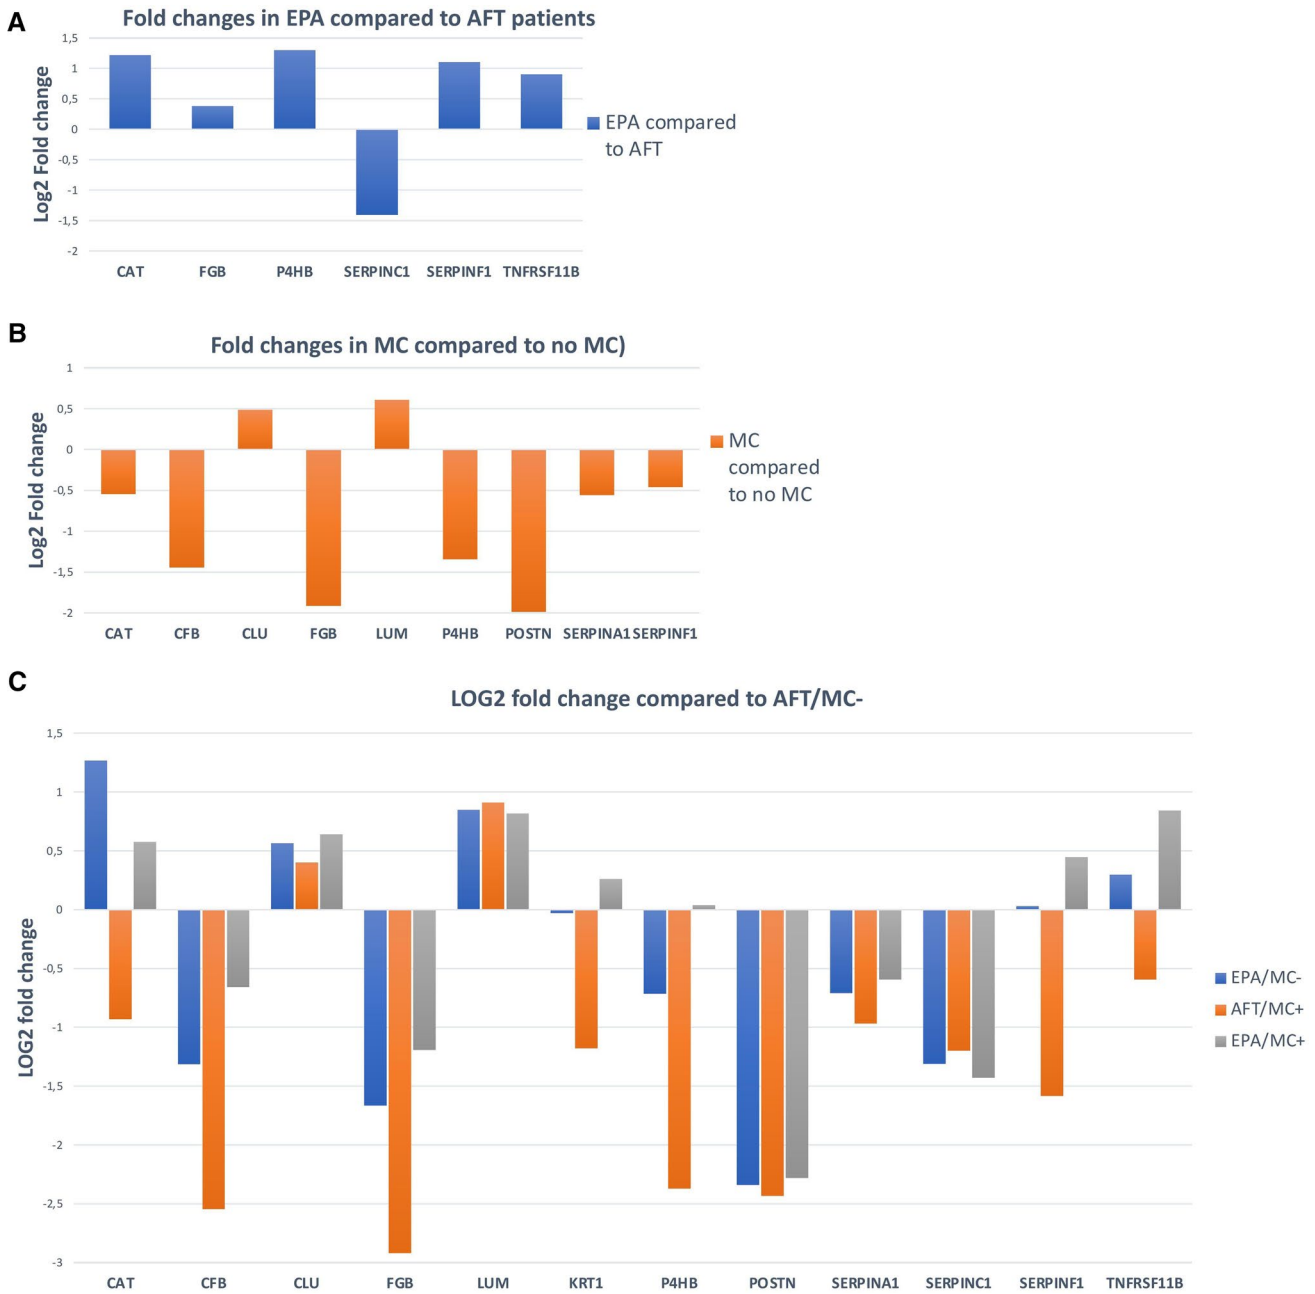 A
Fold changes in EPA compared to AFT patients
Log2 Fold change
1,5
1
0,5
0
-0,5
-1
-1,5
-2
CAT FGB P4HB SERPINC1 SERPINF1 TNFRSF11B
EPA compared
to AFT
B
Fold changes in MC compared to no MC)
Log2 Fold change
1
0,5
0
-0,5
-1
-1,5
-2
CAT CFB CLU FGB LUM P4HB POSTN SERPINA1 SERPINF1
MC
compared
to no MC
C
LOG2 fold change compared to AFT/MC-
LOG2 fold change
1,5
1
0,5
0
-0,5
-1
-1,5
-2
-2,5
-3
CAT CFB CLU FGB LUM KRT1 P4HB POSTN SERPINA1 SERPINC1 SERPINF1 TNFRSF11B
EPA/MC-
AFT/MC+
EPA/MC+